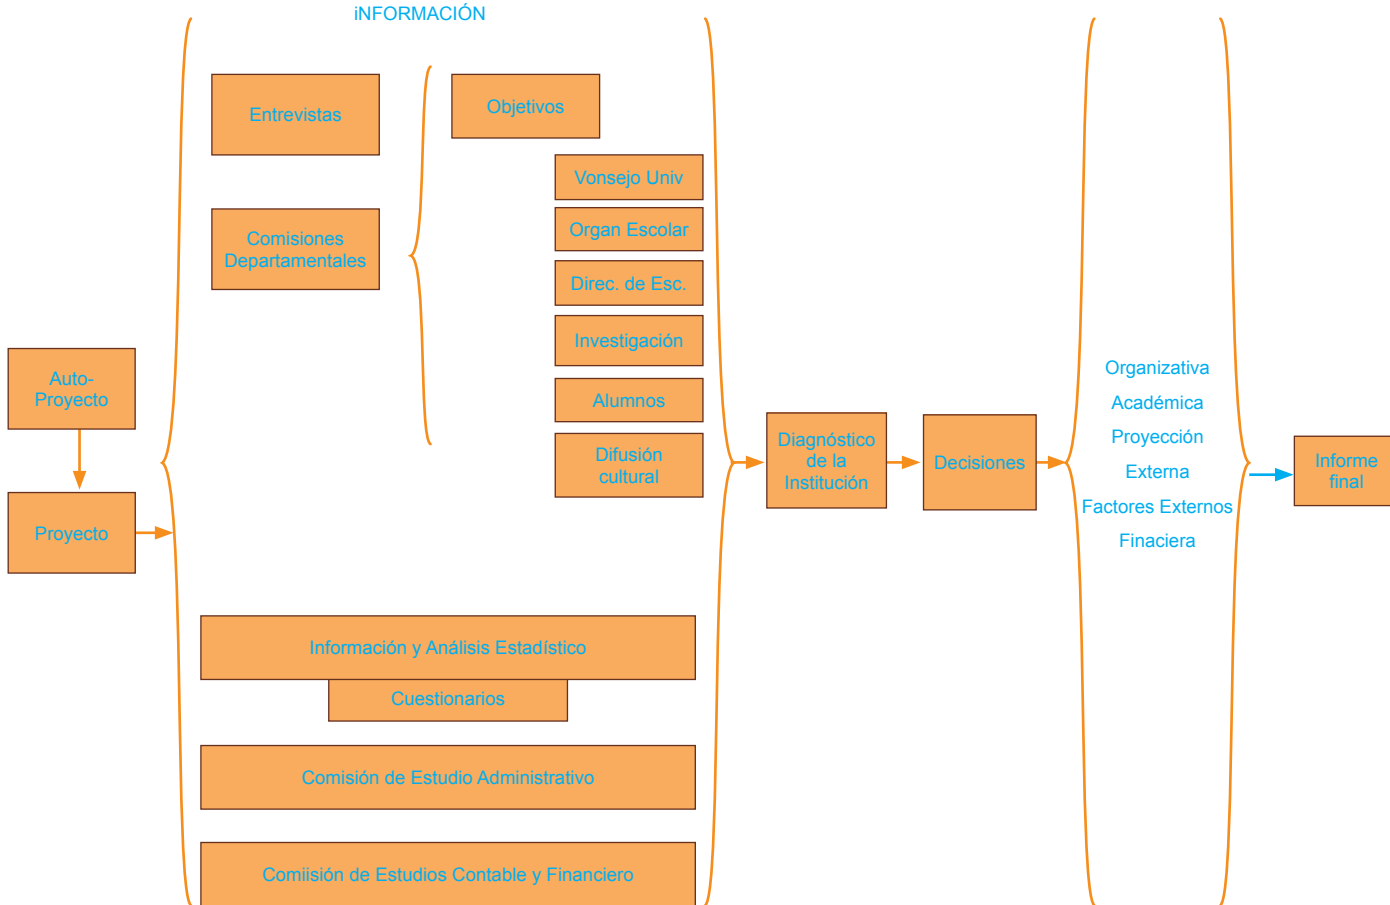 iNFORMACIÓN
Entrevistas
Objetivos
Vonsejo Univ
Organ Escolar
Comisiones
Departamentales
Direc. de Esc.
Investigación
Alumnos
Difusión
cultural
Auto-
Proyecto
Proyecto
Información y Análisis Estadístico
Cuestionarios
Comisión de Estudio Administrativo
Comiisión de Estudios Contable y Financiero
Diagnóstico
de la
Institución
Decisiones
Organizativa
Académica
Proyección
Externa
Factores Externos
Finaciera
Informe
final